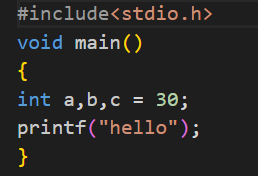 #include<stdio.h>
void main()
{
int a,b,c = 30;
printf("hello");
}